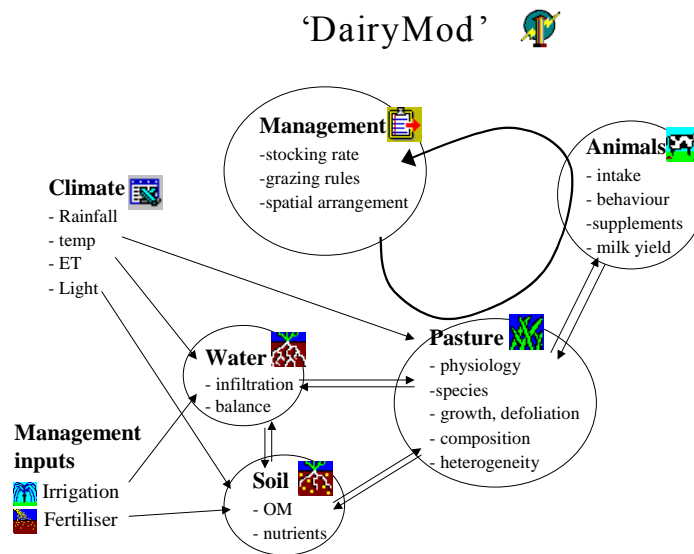 ‘DairyMod’
Management
-stocking rate
-grazing rules
-spatial arrangement
Animals
- intake
- behaviour
-supplements
- milk yield
Climate
- Rainfall
- temp
- ET
- Light
Water
- infiltration
- balance
Pasture
- physiology
-species
- growth, defoliation
- composition
- heterogeneity
Management
inputs
Irrigation
Fertiliser
Soil
- OM
- nutrients